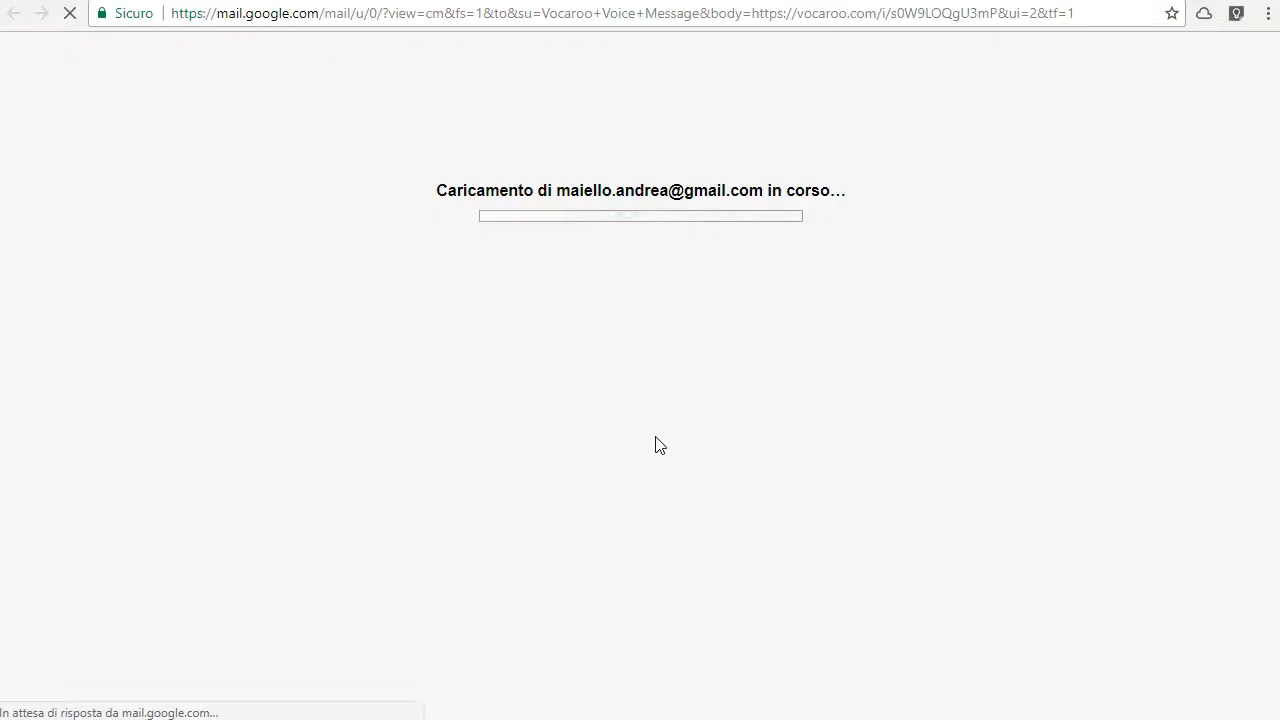 Sicuro https://mail.google.com/mail/u/0/?view=cm&fs=1&to&su=Vocaroo+Voice+Message&body=https://vocaroo.com/i/s0W9LOQgU3mP&ui=2&tf=1
Caricamento di maiello.andrea@gmail.com in corso…
In attesa di risposta da mail.google.com...